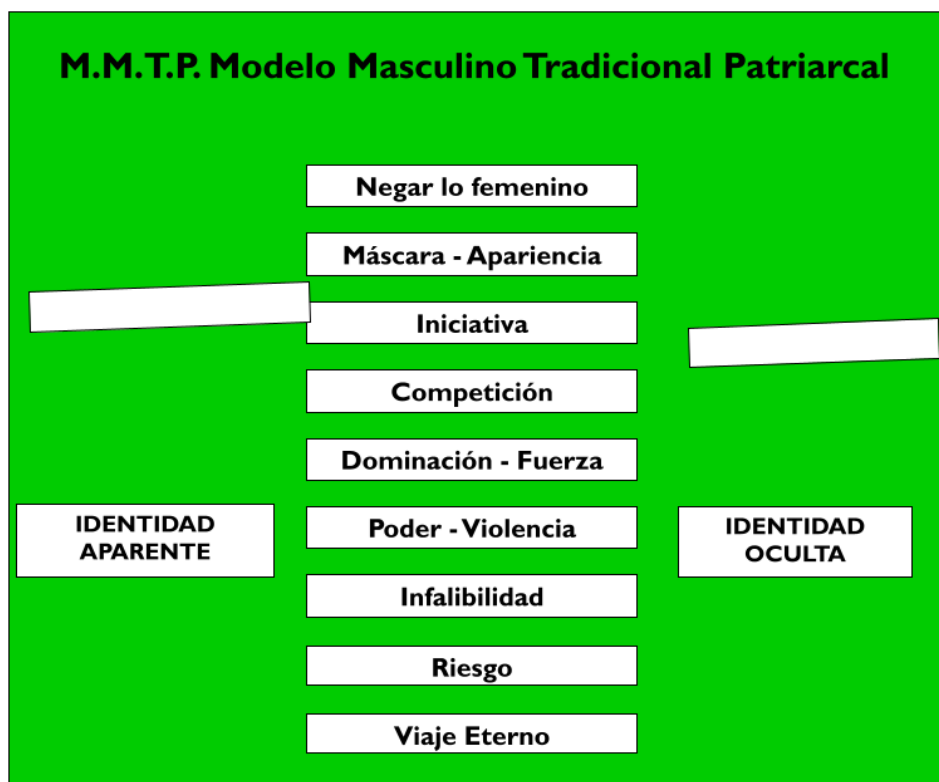 M.M.T.P. Modelo Masculino Tradicional Patriarcal
Negar lo femenino
Máscara - Apariencia
Iniciativa
Competición
Dominación - Fuerza
IDENTIDAD
APARENTE
Poder - Violencia
IDENTIDAD
OCULTA
Infalibilidad
Riesgo
Viaje Eterno